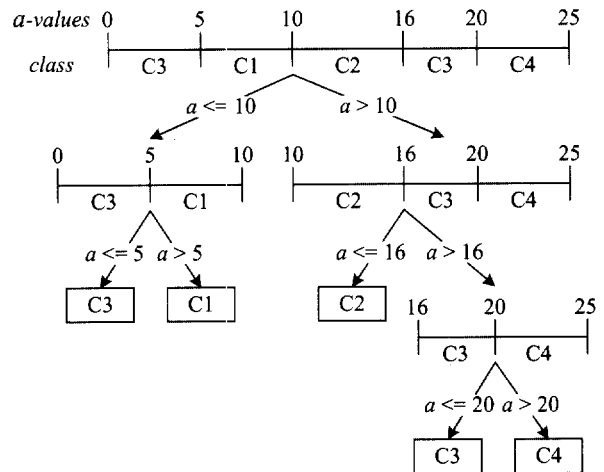 a-values 0 5 10 16 20 25
class C3 C1 C2 C3 C4
a <= 10 a > 10
0 5 10 10 16 20 25
C3 C1 C2 C3 C4
a <= 5 a > 5 a <= 16 a > 16
C3 C1 C2
16 20 25
C3 C4
a <= 20 a > 20
C3 C4